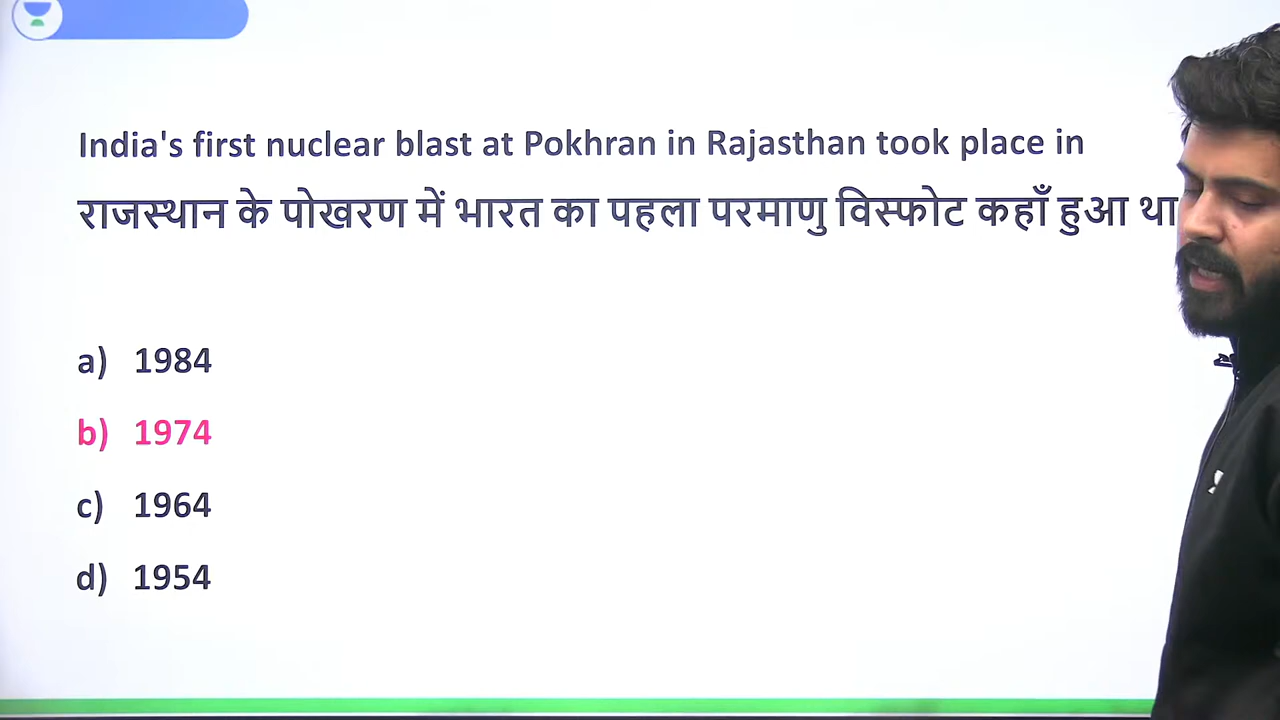 India's first nuclear blast at Pokhran in Rajasthan took place in
राजस्थान के पोखरण में भारत का पहला परमाणु विस्फोट कहाँ हुआ था
a) 1984
b) 1974
c) 1964
d) 1954